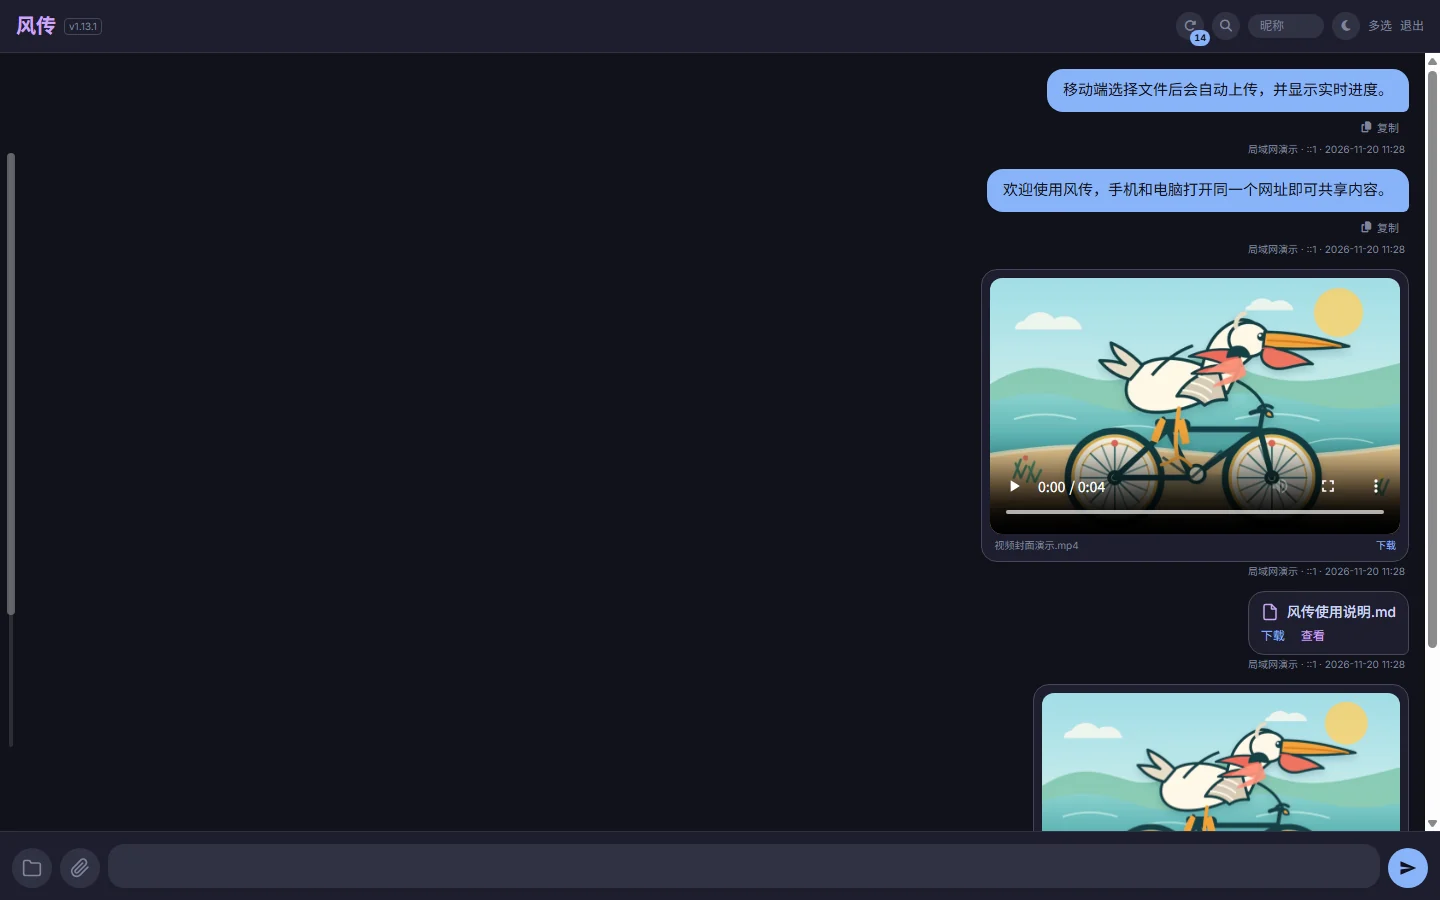 风传 v1.13.1
14
昵称
多选 退出
移动端选择文件后会自动上传，并显示实时进度。
复制
局域网演示 · ::1 · 2026-11-20 11:28
欢迎使用风传，手机和电脑打开同一个网址即可共享内容。
复制
局域网演示 · ::1 · 2026-11-20 11:28
0:00 / 0:04
视频封面演示.mp4 下载
局域网演示 · ::1 · 2026-11-20 11:28
风传使用说明.md
下载 查看
局域网演示 · ::1 · 2026-11-20 11:28